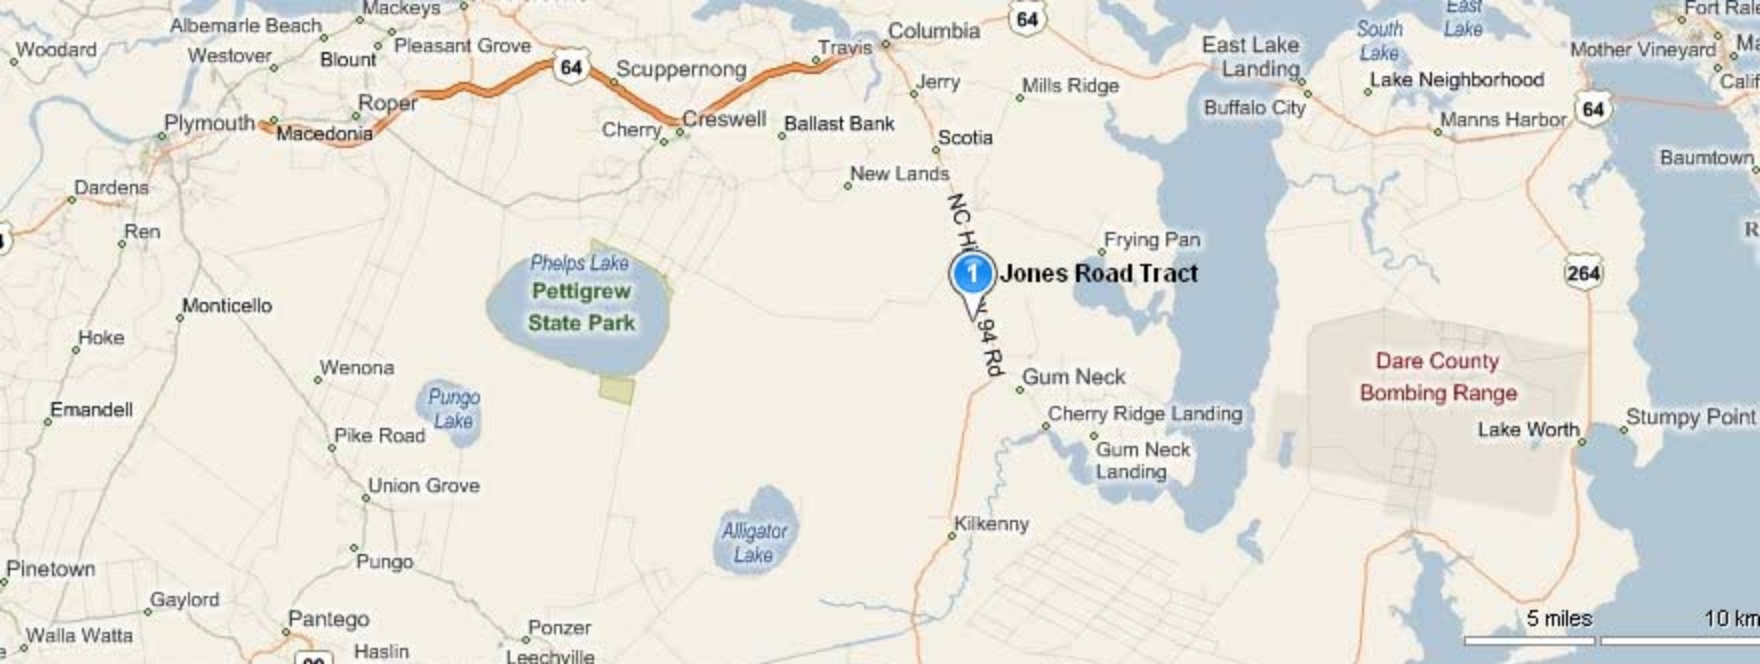 Mackeys
Albemarle Beach
Columbia
64
East
Lake
Fort Rale
Woodard
Westover
Blount
Pleasant Grove
Travis
East Lake
Landing
South
Lake
Mother Vineyard
Ma
64
Scuppernong
Jerry
Mills Ridge
Lake Neighborhood
Calif
Roper
Buffalo City
64
Plymouth
Macedonia
Cherry
Creswell
Ballast Bank
Scotia
Manns Harbor
Baumtown
Dardens
New Lands
NC Hi
y 94 Rd
Ren
Frying Pan
R
Phelps Lake
Pettigrew
State Park
1
Jones Road Tract
264
Monticello
Hoke
Wenona
Gum Neck
Dare County
Bombing Range
Emandell
Pungo
Lake
Cherry Ridge Landing
Stumpy Point
Pike Road
Gum Neck
Landing
Lake Worth
Union Grove
Alligator
Lake
Kilkenny
Pinetown
Pungo
Gaylord
Pantego
5 miles
10 km
Walla Watta
Haslin
Ponzer
Leechville